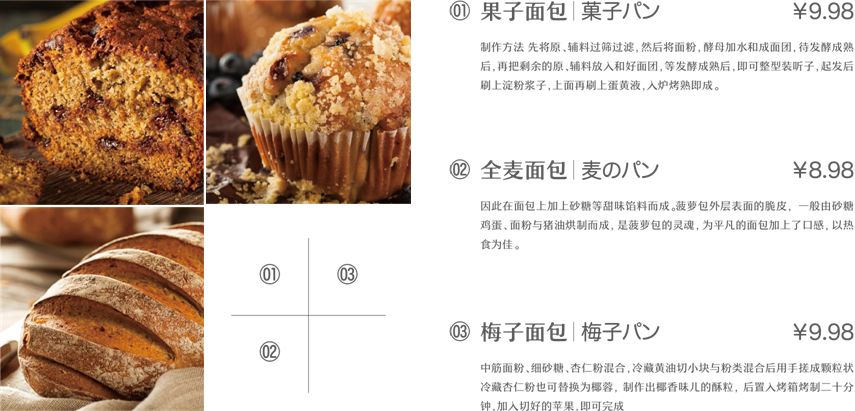 01 果子面包|菓子パン ¥9.98
制作方法 先将原、辅料过筛过滤,然后将面粉,酵母加水和成面团,待发酵成熟
后,再把剩余的原、辅料放入和好面团,等发酵成熟后,即可整型装听子,起发后
刷上淀粉浆子,上面再刷上蛋黄液,入炉烤熟即成。
02 全麦面包|麦のパン ¥8.98
因此在面包上加上砂糖等甜味馅料而成。菠萝包外层表面的脆皮, 一般由砂糖
鸡蛋、面粉与猪油烘制而成, 是菠萝包的灵魂, 为平凡的面包加上了口感, 以热
食为佳。
01 03
02
03 梅子面包|梅子パン ¥9.98
中筋面粉、细砂糖、杏仁粉混合,冷藏黄油切小块与粉类混合后用手搓成颗粒状
冷藏杏仁粉也可替换为椰蓉, 制作出椰香味儿的酥粒, 后置入烤箱烤制二十分
钟,加入切好的苹果,即可完成